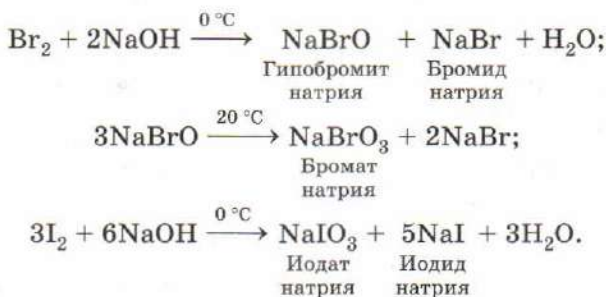 Br₂ + 2NaOH —0 °C→ NaBrO + NaBr + H₂O;
Гипобромит Бромид
натрия натрия
3NaBrO —20 °C→ NaBrO₃ + 2NaBr;
Бромат
натрия
3I₂ + 6NaOH —0 °C→ NaIO₃ + 5NaI + 3H₂O.
Иодат Иодид
натрия натрия